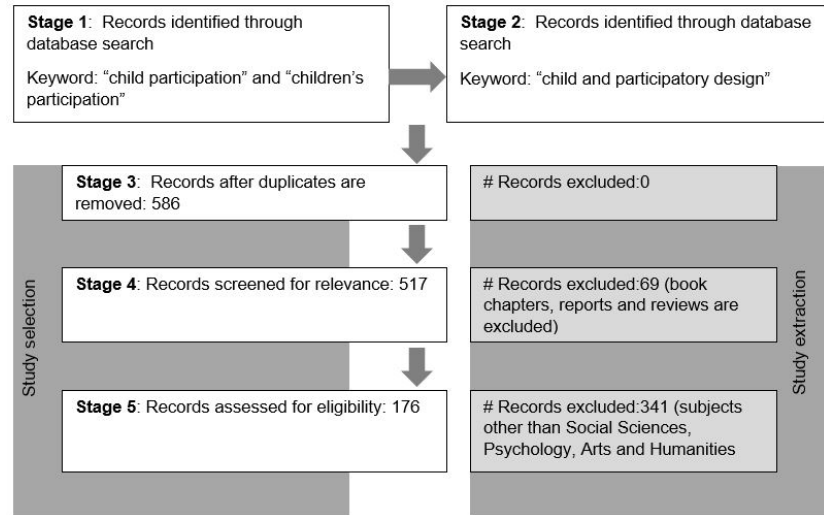 Stage 1: Records identified through
database search
Keyword: “child participation” and “children’s
participation”
Stage 2: Records identified through database
search
Keyword: “child and participatory design”
Stage 3: Records after duplicates are
removed: 586
# Records excluded:0
Stage 4: Records screened for relevance: 517
# Records excluded:69 (book
chapters, reports and reviews are
excluded)
Stage 5: Records assessed for eligibility: 176
# Records excluded:341 (subjects
other than Social Sciences,
Psychology, Arts and Humanities
Study selection
Study extraction